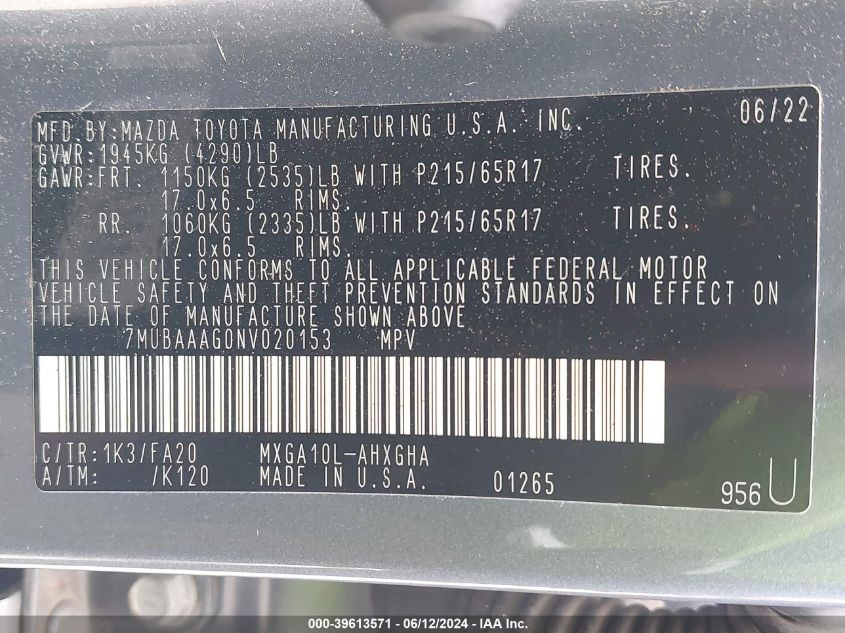 MFD.BY:MAZDA TOYOTA MANUFACTURING U.S.A. INC. 06/22
GVWR:1945KG (4290)LB
GAWR:FRT. 1150KG (2535)LB WITH P215/65R17 TIRES.
17.0x6.5 RIMS.
RR. 1060KG (2335)LB WITH P215/65R17 TIRES.
17.0x6.5 RIMS.
THIS VEHICLE CONFORMS TO ALL APPLICABLE FEDERAL MOTOR
VEHICLE SAFETY AND THEFT PREVENTION STANDARDS IN EFFECT ON
THE DATE OF MANUFACTURE SHOWN ABOVE
7MUBAAAG0NV020153 MPV
C/TR:1K3/FA20 MXGA10L-AHXGHA
A/TM: /K120 MADE IN U.S.A. 01265 956U
000-39613571 - 06/12/2024 - IAA Inc.